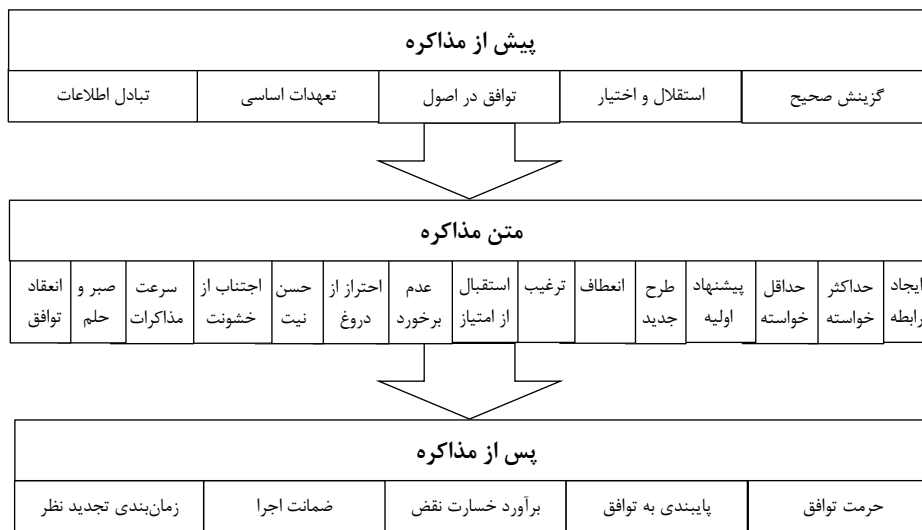 پیش از مذاکره
گزینش صحیح
استقلال و اختیار
توافق در اصول
تعهدات اساسی
تبادل اطلاعات
متن مذاکره
ایجاد
رابطه
حداکثر
خواسته
حداقل
خواسته
پیشنهاد
اولیه
طرح
جدید
انعطاف
ترغیب
استقبال
از امتیاز
عدم
برخورد
احتراز از
دروغ
حسن
نیت
اجتناب از
خشونت
سرعت
مذاکرات
صبر و
حلم
انعقاد
توافق
پس از مذاکره
حرمت توافق
پایبندی به توافق
برآورد خسارت نقض
ضمانت اجرا
زمان‌بندی تجدید نظر